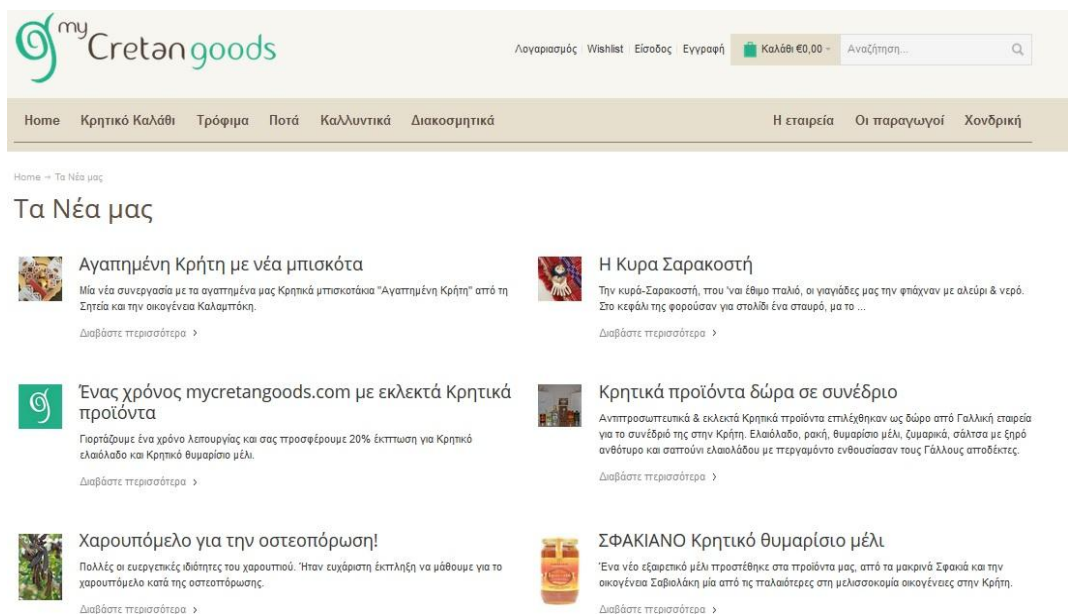 my
Cretan goods
Λογαριασμός Wishlist Είσοδος Εγγραφή Καλάθι €0,00 Αναζήτηση...
Home Κρητικό Καλάθι Τρόφιμα Ποτά Καλλυντικά Διακοσμητικά Η εταιρεία Οι παραγωγοί Χονδρική
Home → Τα Νέα μας
Τα Νέα μας
Αγαπημένη Κρήτη με νέα μπισκότα
Μία νέα συνεργασία με τα αγαπημένα μας Κρητικά μπισκοτάκια "Αγαπημένη Κρήτη" από τη
Σητεία και την οικογένεια Καλαμπόκη.
Διαβάστε περισσότερα >
Η Κυρα Σαρακοστή
Την κυρά-Σαρακοστή, που 'ναι έθιμο παλιό, οι γιαγιάδες μας την φτιάχναν με αλεύρι & νερό.
Στο κεφάλι της φορούσαν για στολίδι ένα σταυρό, μα το ...
Διαβάστε περισσότερα >
Ένας χρόνος mycretangoods.com με εκλεκτά Κρητικά
προϊόντα
Γιορτάζουμε ένα χρόνο λειτουργίας και σας προσφέρουμε 20% έκπτωση για Κρητικό
ελαιόλαδο και Κρητικό θυμαρίσιο μέλι.
Διαβάστε περισσότερα >
Κρητικά προϊόντα δώρα σε συνέδριο
Αντιπροσωπευτικά & εκλεκτά Κρητικά προϊόντα επιλέχθηκαν ως δώρο από Γαλλική εταιρεία
για το συνέδριό της στην Κρήτη. Ελαιόλαδο, ρακή, θυμαρίσιο μέλι, ζυμαρικά, σάλτσα με ξηρό
ανθότυρο και σαπούνι ελαιολάδου με περγαμόντο ενθουσίασαν τους Γάλλους αποδέκτες.
Διαβάστε περισσότερα >
Χαρουπόμελο για την οστεοπόρωση!
Πολλές οι ευεργετικές ιδιότητες του χαρουπιού. Ήταν ευχάριστη έκπληξη να μάθουμε για το
χαρουπόμελο κατά της οστεοπόρωσης.
Διαβάστε περισσότερα >
ΣΦΑΚΙΑΝΟ Κρητικό θυμαρίσιο μέλι
Ένα νέο εξαιρετικό μέλι προστέθηκε στα προϊόντα μας, από τα μακρινά Σφακιά και την
οικογένεια Σαβιολάκη μία από τις παλαιότερες στη μελισσοκομία οικογένειες στην Κρήτη.
Διαβάστε περισσότερα >